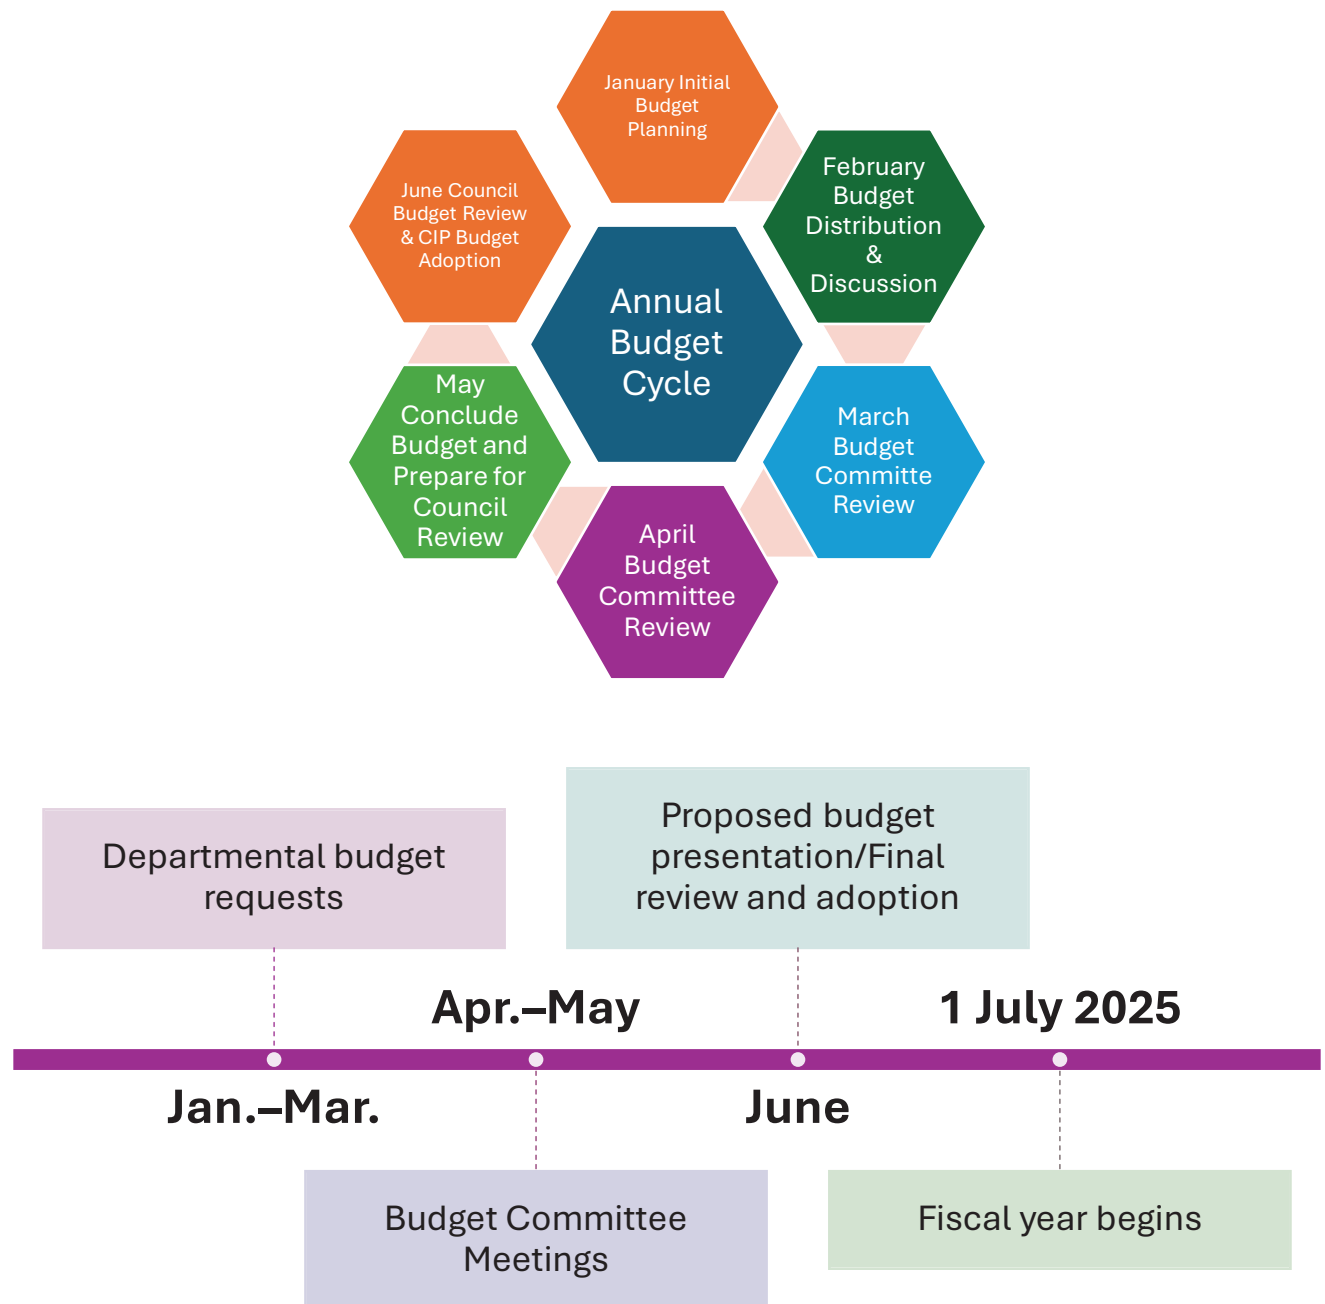 January Initial
Budget
Planning
February
Budget
Distribution
&
Discussion
March
Budget
Committe
Review
April
Budget
Committee
Review
May
Conclude
Budget and
Prepare for
Council
Review
June Council
Budget Review
& CIP Budget
Adoption
Annual
Budget
Cycle
Departmental budget
requests
Jan.–Mar.
Apr.–May
Budget Committee
Meetings
Proposed budget
presentation/Final
review and adoption
June
1 July 2025
Fiscal year begins